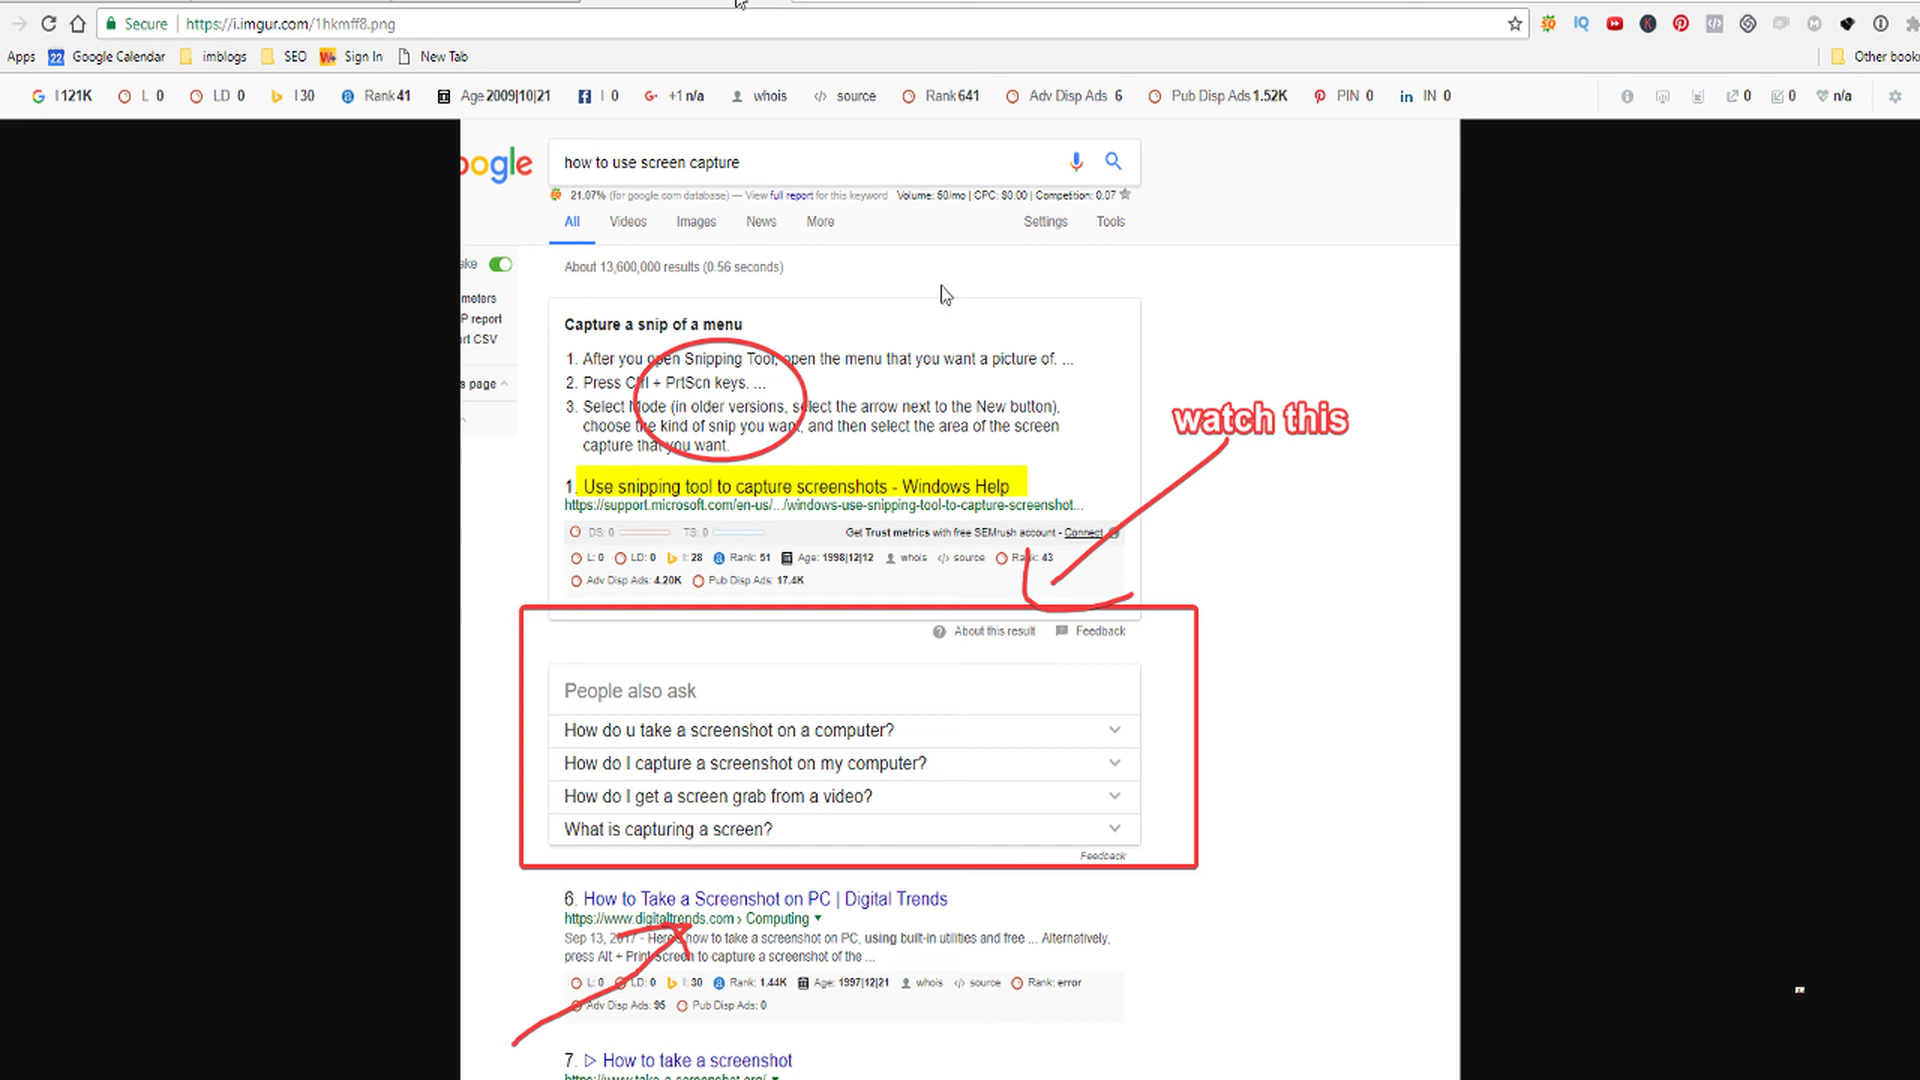 Secure https://i.imgur.com/1hkmff8.png
Apps 22 Google Calendar imblogs SEO Sign In New Tab Other book
I 121K L 0 LD 0 I 30 Rank 41 Age 2009|10|21 I 0 +1 n/a whois source Rank 641 Adv Disp Ads 6 Pub Disp Ads 1.52K PIN 0 IN 0 0 0 n/a
oogle how to use screen capture
21.07% (for google.com database) — View full report for this keyword Volume: 50/mo | CPC: $0.00 | Competition: 0.07
All Videos Images News More Settings Tools
About 13,600,000 results (0.56 seconds)
meters
P report
rt CSV
s page
Capture a snip of a menu
1. After you open Snipping Tool, open the menu that you want a picture of. ...
2. Press Ctrl + PrtScn keys. ...
3. Select Mode (in older versions, select the arrow next to the New button),
choose the kind of snip you want, and then select the area of the screen
capture that you want.
watch this
1. Use snipping tool to capture screenshots - Windows Help
https://support.microsoft.com/en-us/.../windows-use-snipping-tool-to-capture-screenshot...
DS: 0 TS: 0 Get Trust metrics with free SEMrush account - Connect
L: 0 LD: 0 I: 28 Rank: 51 Age: 1998|12|12 whois source Rank: 43
Adv Disp Ads: 4.20K Pub Disp Ads: 17.4K
About this result Feedback
People also ask
How do u take a screenshot on a computer?
How do I capture a screenshot on my computer?
How do I get a screen grab from a video?
What is capturing a screen?
Feedback
6. How to Take a Screenshot on PC | Digital Trends
https://www.digitaltrends.com › Computing
Sep 13, 2017 - Here's how to take a screenshot on PC, using built-in utilities and free ... Alternatively,
press Alt + Print Screen to capture a screenshot of the ...
L: 0 LD: 0 I: 30 Rank: 1.44K Age: 1997|12|21 whois source Rank: error
Adv Disp Ads: 95 Pub Disp Ads: 0
7. ▷ How to take a screenshot
https://www.take-a-screenshot.org/